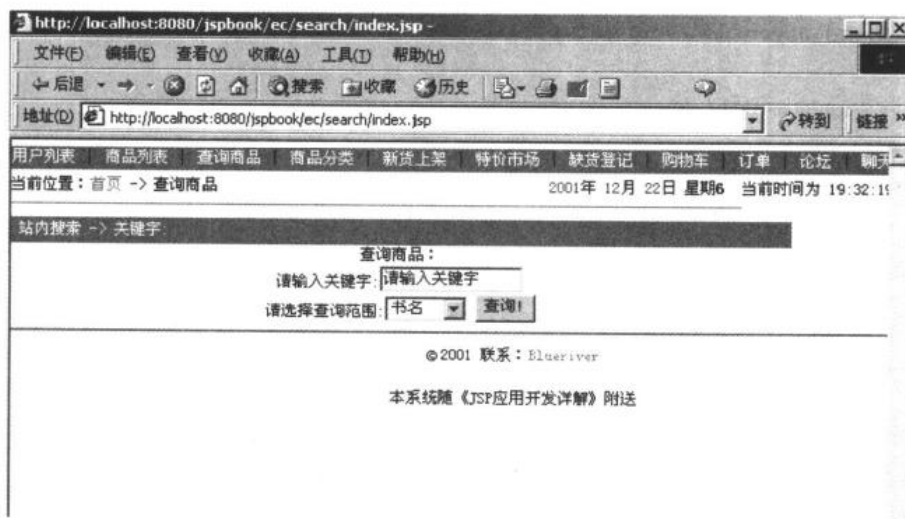 http://localhost:8080/jspbook/ec/search/index.jsp -
文件(F) 编辑(E) 查看(V) 收藏(A) 工具(T) 帮助(H)
后退 搜索 收藏 历史
地址(D) http://localhost:8080/jspbook/ec/search/index.jsp 转到 链接 »
用户列表 | 商品列表 | 查询商品 | 商品分类 | 新货上架 | 特价市场 | 缺货登记 | 购物车 | 订单 | 论坛 | 聊天
当前位置：首页 -> 查询商品 2001年 12月 22日 星期6 当前时间为 19:32:19
站内搜索 -> 关键字:
查询商品：
请输入关键字:请输入关键字
请选择查询范围:书名 查询!
©2001 联系：Blueriver
本系统随《JSP应用开发详解》附送